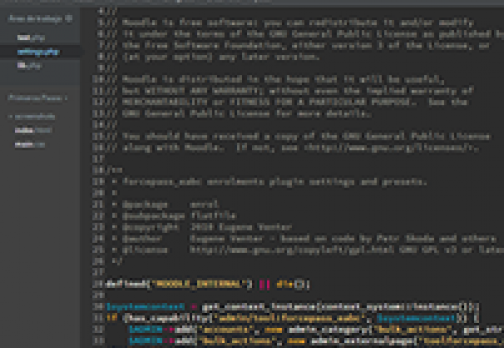 Área de trabajo
test.php
settings.php
lib.php
Primeros Pasos
screenshots
index.html
main.css
4 //
5 // Moodle is free software: you can redistribute it and/or modify
6 // it under the terms of the GNU General Public License as published by
7 // the Free Software Foundation, either version 3 of the License, or
8 // (at your option) any later version.
9 //
10 // Moodle is distributed in the hope that it will be useful,
11 // but WITHOUT ANY WARRANTY; without even the implied warranty of
12 // MERCHANTABILITY or FITNESS FOR A PARTICULAR PURPOSE.  See the
13 // GNU General Public License for more details.
14 //
15 // You should have received a copy of the GNU General Public License
16 // along with Moodle.  If not, see <http://www.gnu.org/licenses/>.
17
18 /**
19 * forcepass_eabc enrolments plugin settings and presets.
20 *
21 * @package    enrol
22 * @subpackage flatfile
23 * @copyright  2010 Eugene Venter
24 * @author     Eugene Venter - based on code by Petr Skoda and others
25 * @license    http://www.gnu.org/copyleft/gpl.html GNU GPL v3 or later
26 */
27
28 defined('MOODLE_INTERNAL') || die();
29
30 $systemcontext = get_context_instance(context_system::instance());
31 if (has_capability('admin/tool:forcepass_eabc', $systemcontext)) {
32 $ADMIN->add('accounts', new admin_category('bulk_actions', get_str
33 $ADMIN->add('bulk_actions', new admin_externalpage('toolforcepass